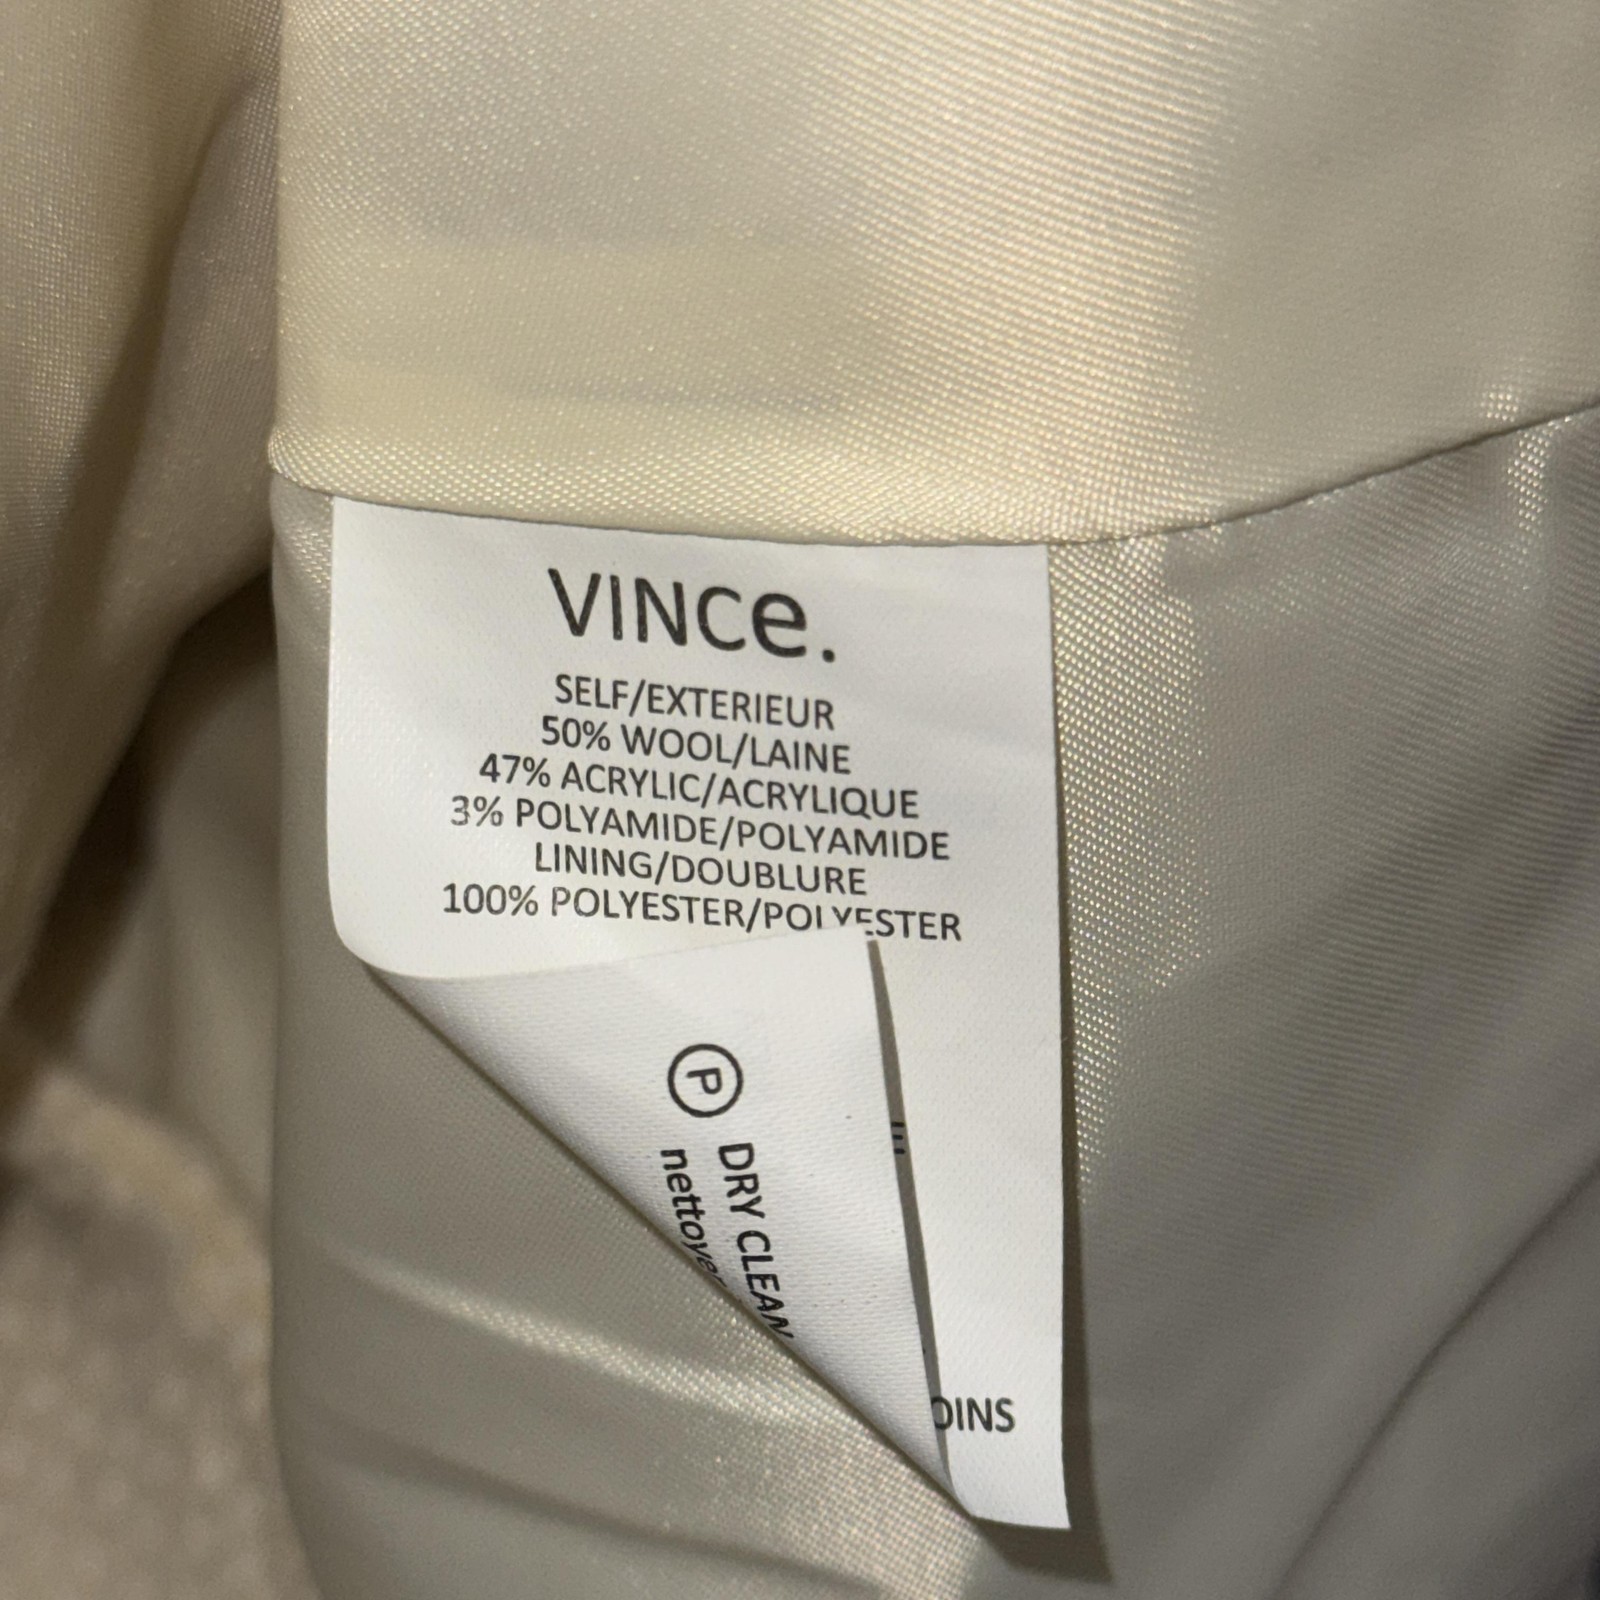 VINCe.
SELF/EXTERIEUR
50% WOOL/LAINE
47% ACRYLIC/ACRYLIQUE
3% POLYAMIDE/POLYAMIDE
LINING/DOUBLURE
100% POLYESTER/POLYESTER
P
DRY CLEAN
nettoyer
OINS